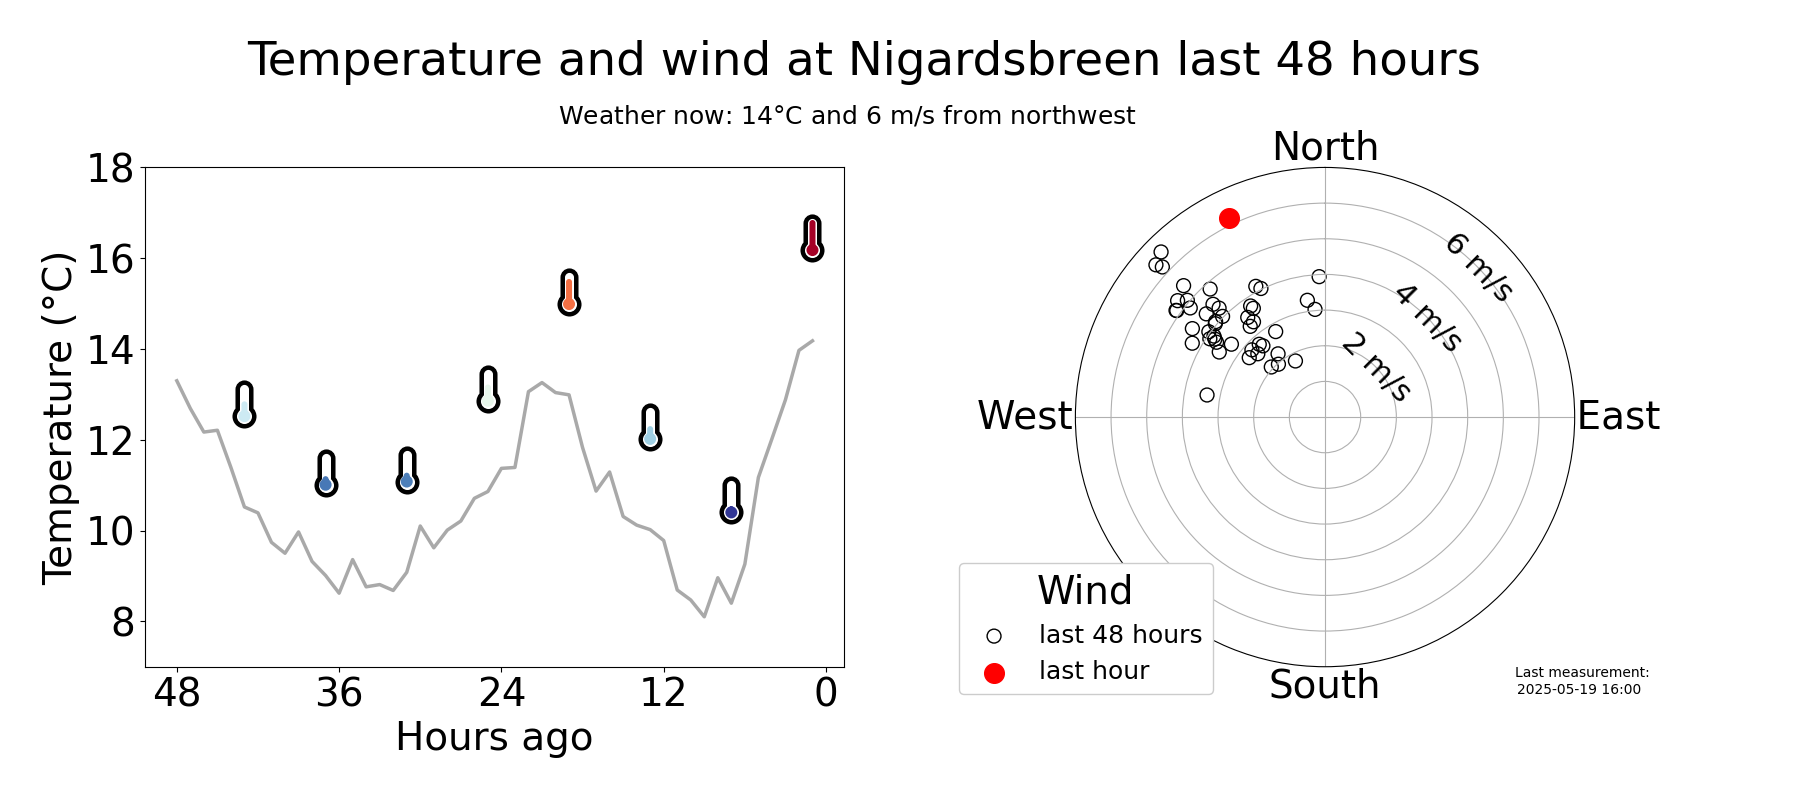 Temperature and wind at Nigardsbreen last 48 hours
Weather now: 14°C and 6 m/s from northwest
Temperature (°C)
18
16
14
12
10
8
48 36 24 12 0
Hours ago
North
West
East
South
6 m/s
4 m/s
2 m/s
Wind
last 48 hours
last hour
Last measurement:
2025-05-19 16:00